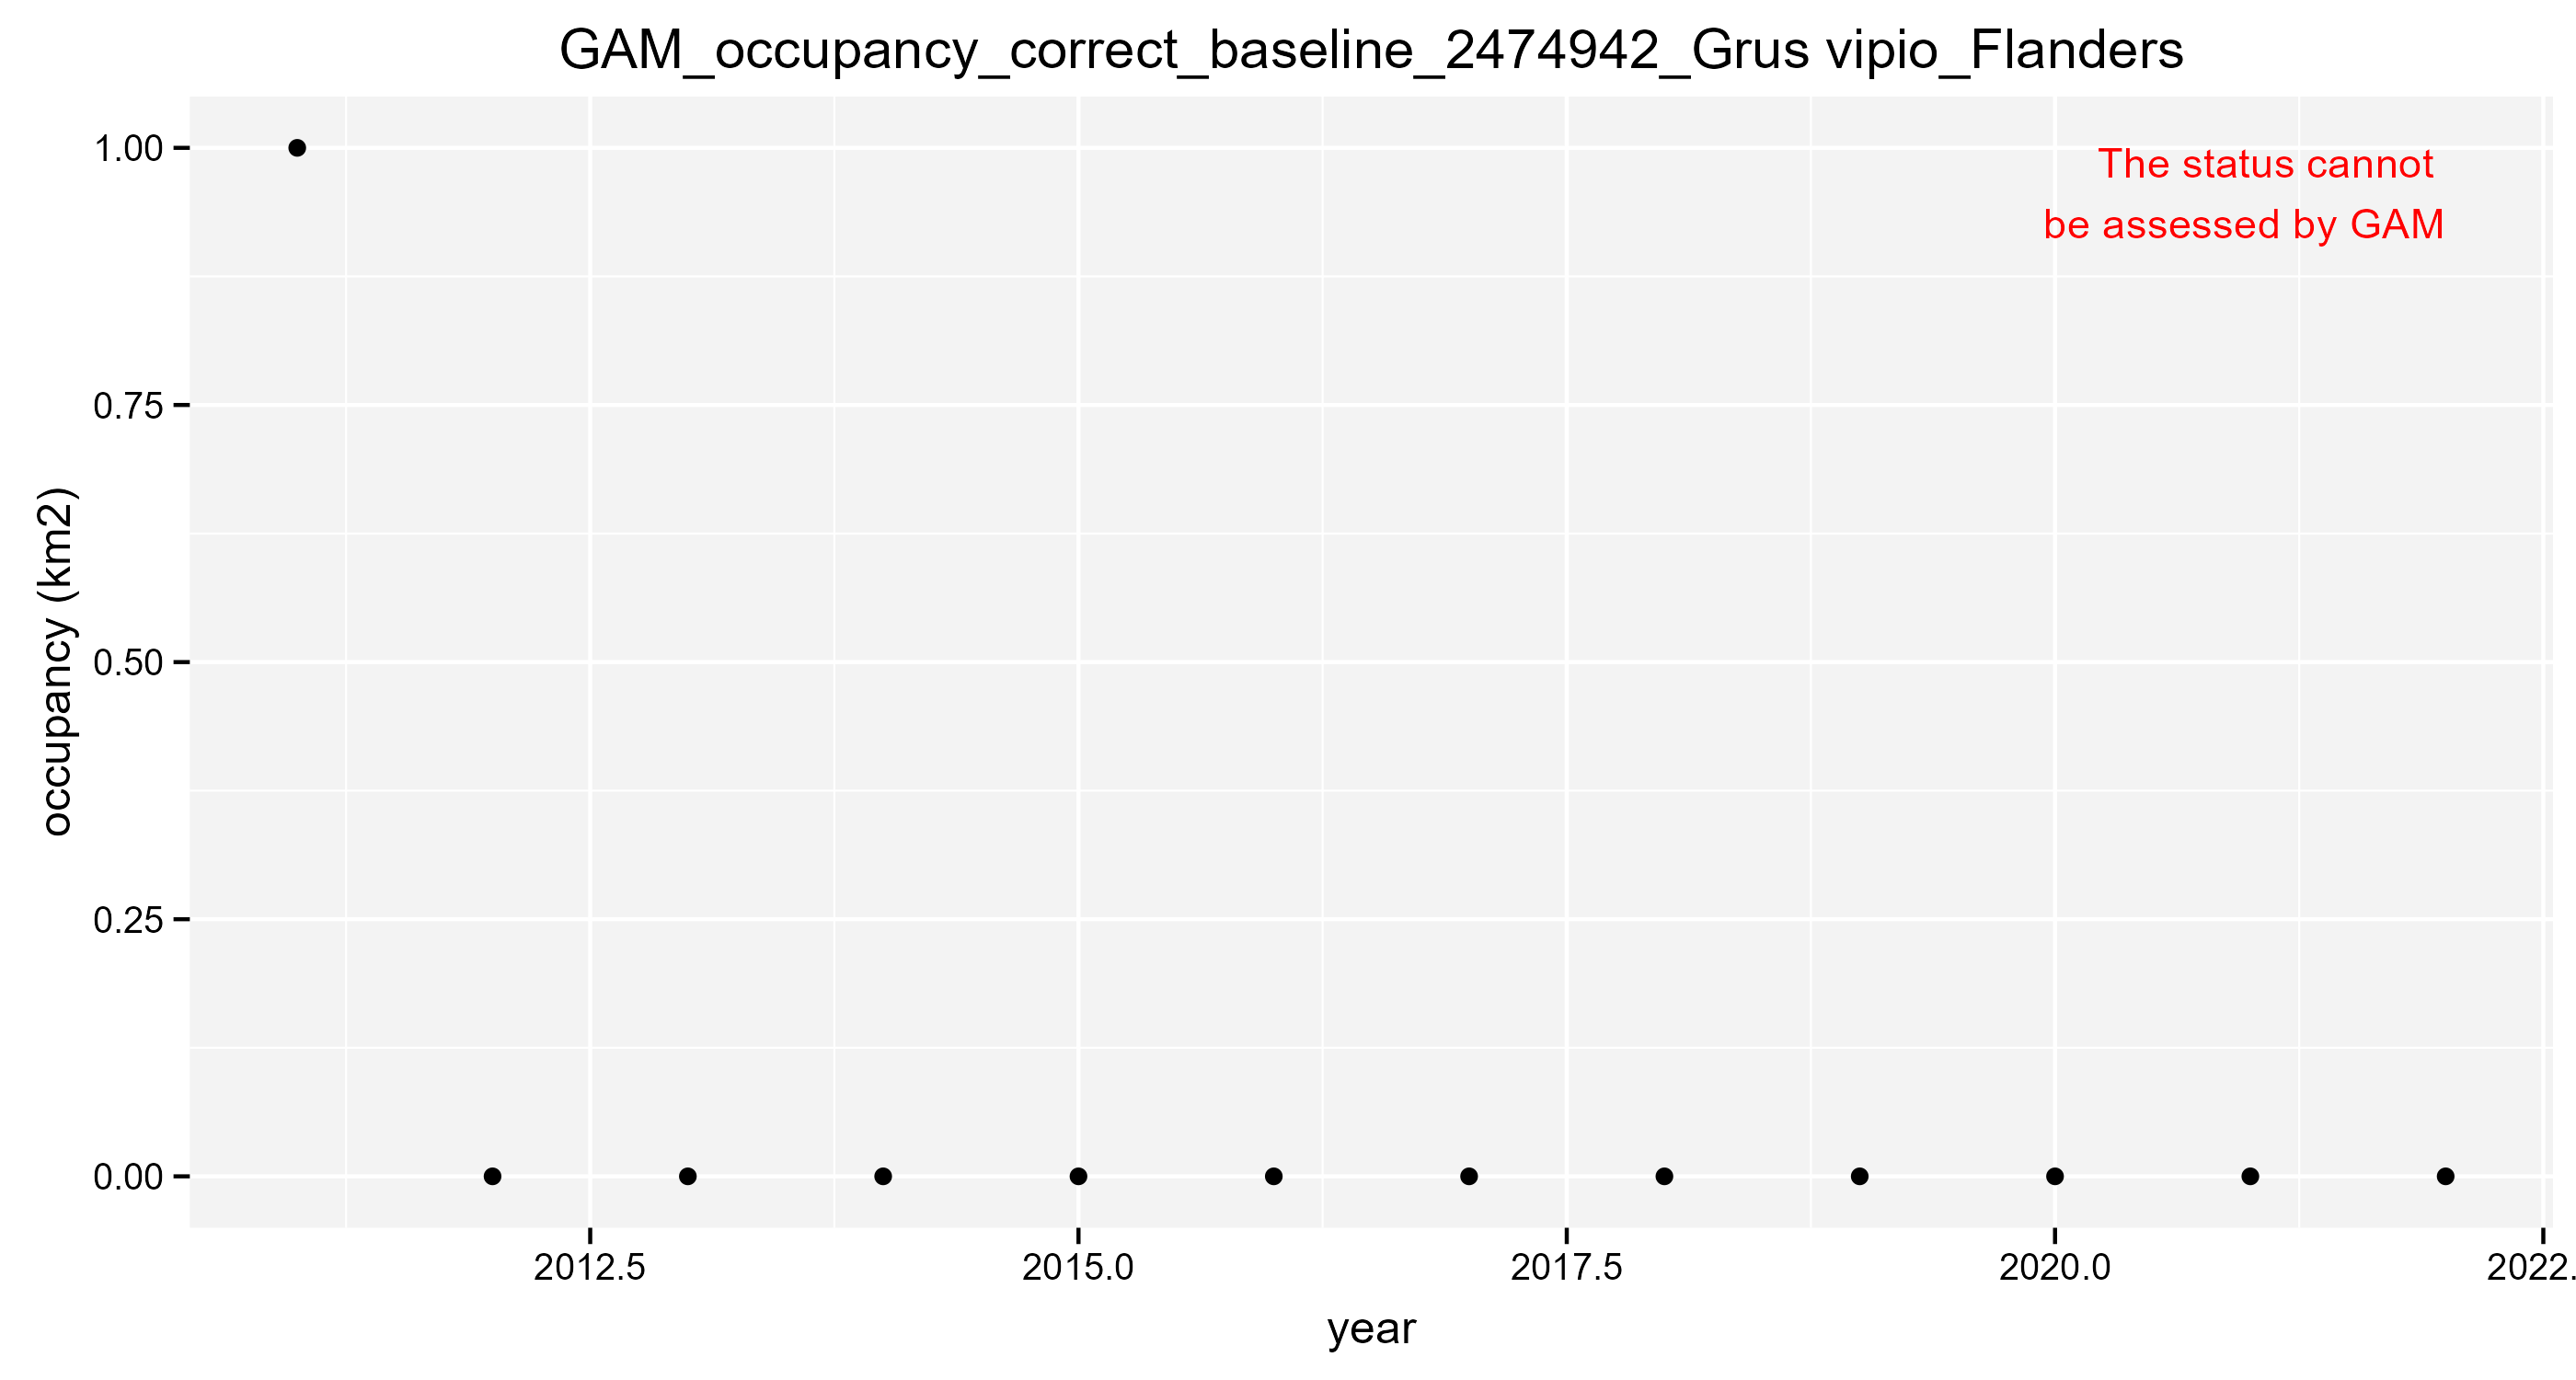 GAM_occupancy_correct_baseline_2474942_Grus vipio_Flanders
The status cannot
be assessed by GAM
occupancy (km2)
1.00
0.75
0.50
0.25
0.00
2012.5 2015.0 2017.5 2020.0 2022.
year